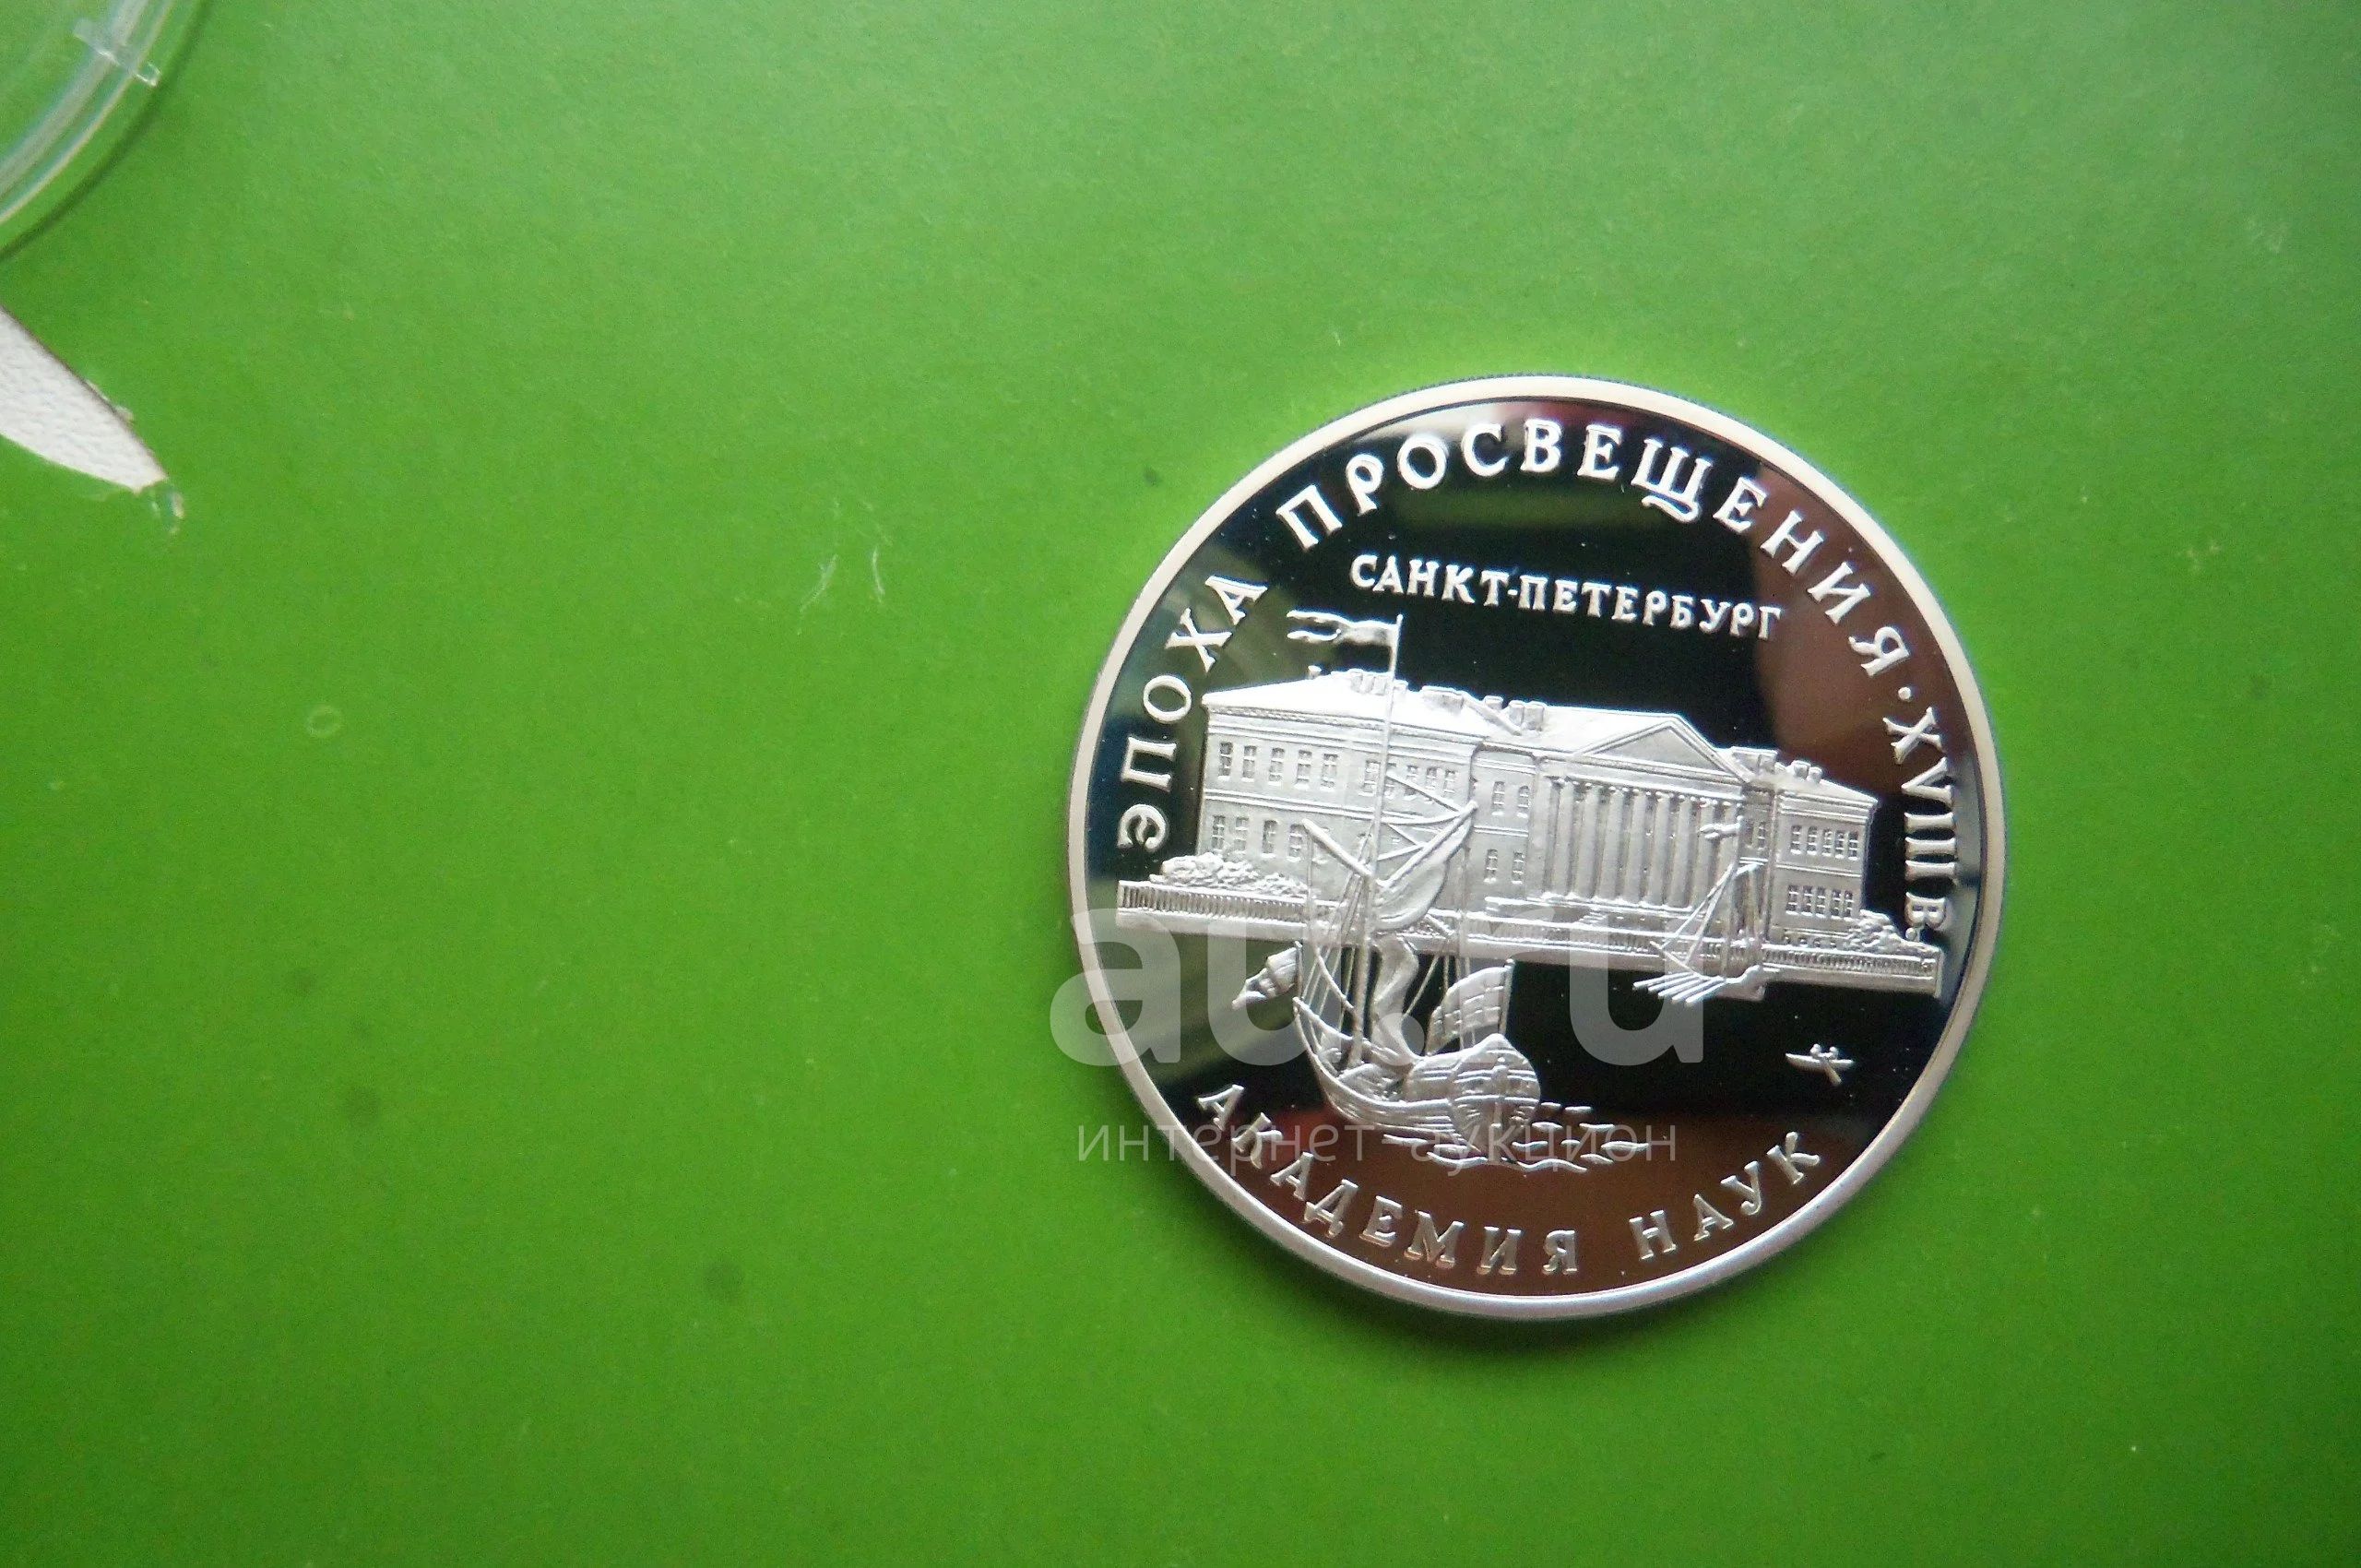 ЭПОХА ПРОСВЕЩЕНИЯ · XVIII В.
САНКТ-ПЕТЕРБУРГ
АКАДЕМИЯ НАУК
au.ru
интернет аукцион